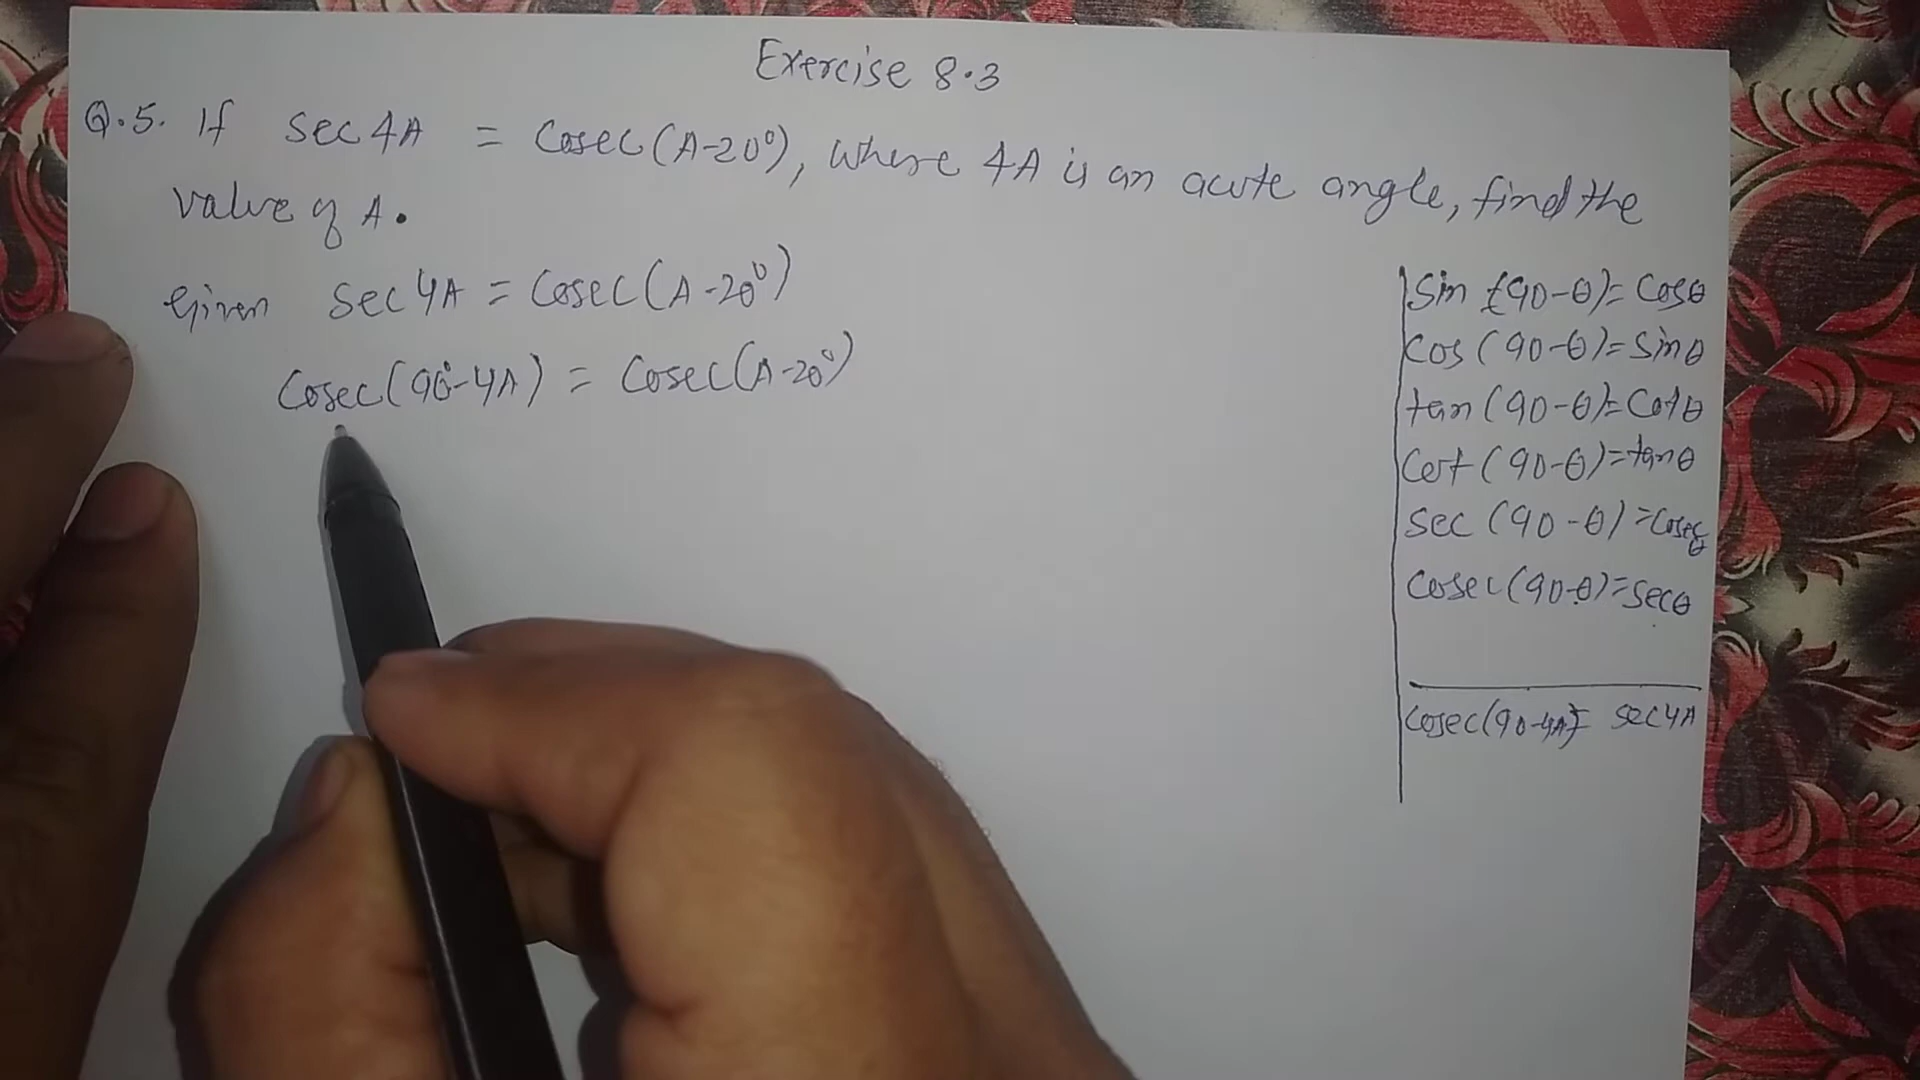 Exercise 8.3
Q.5. If sec 4A = Cosec (A-20°), where 4A is an acute angle, find the
value of A.
Given sec 4A = Cosec (A-20°)
Cosec (90°-4A) = Cosec (A-20°)
Sin (90-θ) = Cosθ
Cos (90-θ) = Sinθ
tan (90-θ) = Cotθ
Cot (90-θ) = tanθ
sec (90-θ) = Cosecθ
Cosec (90-θ) = secθ
Cosec (90-4A) = sec 4A